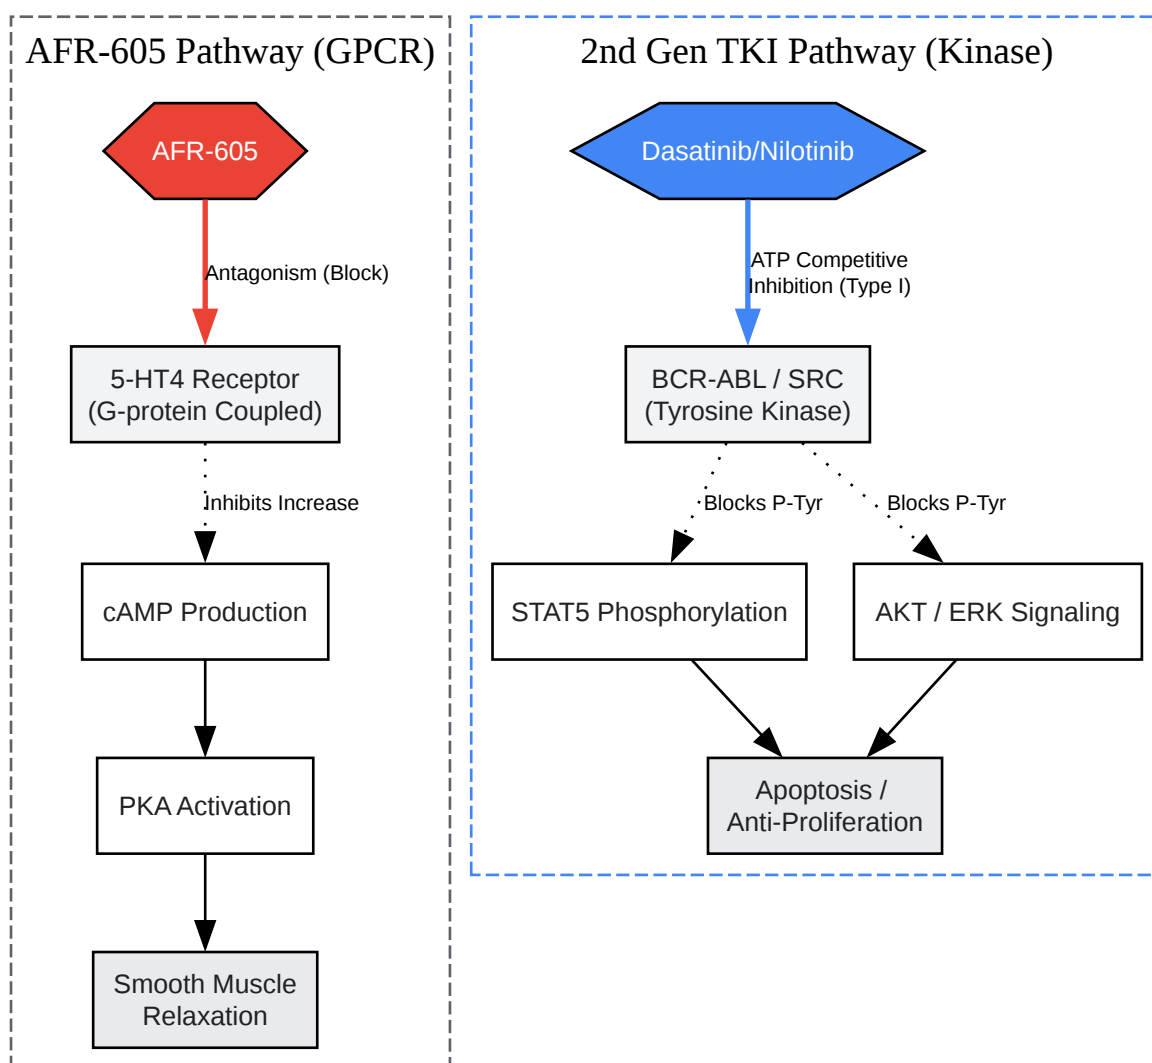 AFR-605 Pathway (GPCR)
AFR-605
Antagonism (Block)
5-HT4 Receptor
(G-protein Coupled)
Inhibits Increase
cAMP Production
PKA Activation
Smooth Muscle
Relaxation
2nd Gen TKI Pathway (Kinase)
Dasatinib/Nilotinib
ATP Competitive
Inhibition (Type I)
BCR-ABL / SRC
(Tyrosine Kinase)
Blocks P-Tyr
Blocks P-Tyr
STAT5 Phosphorylation
AKT / ERK Signaling
Apoptosis /
Anti-Proliferation